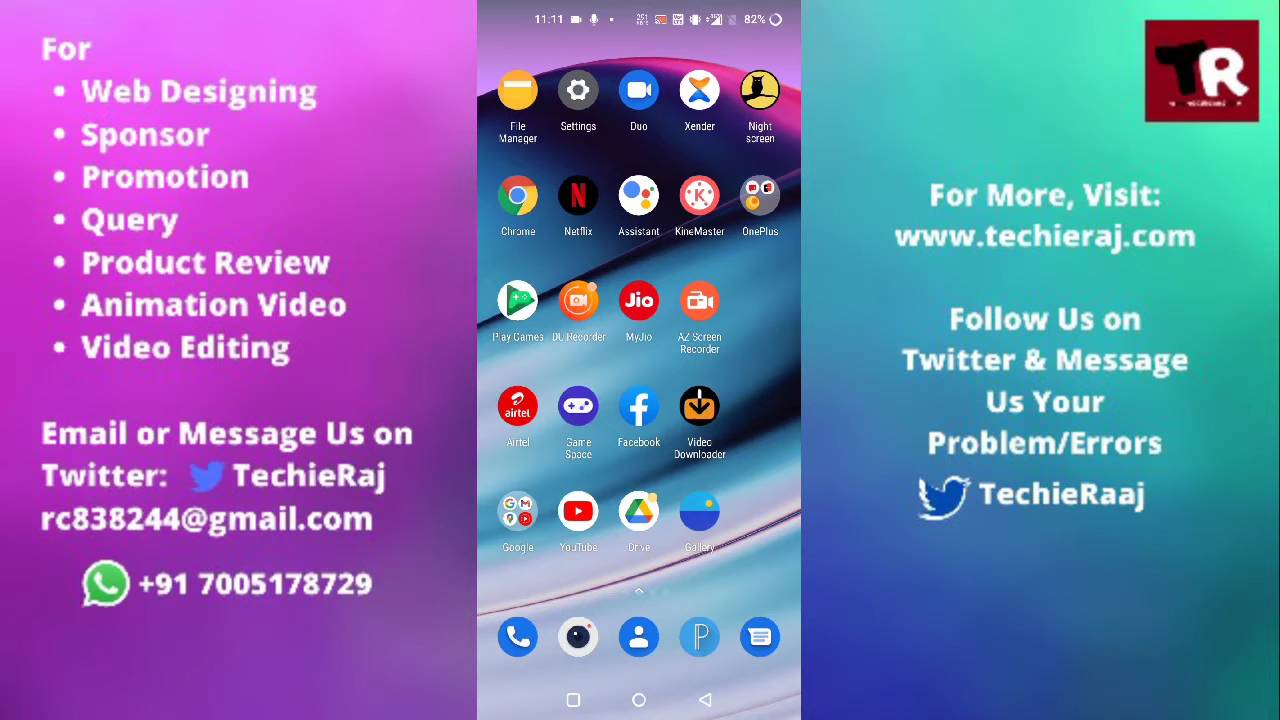 For
• Web Designing
• Sponsor
• Promotion
• Query
• Product Review
• Animation Video
• Video Editing
Email or Message Us on
Twitter: TechieRaj
rc838244@gmail.com
+91 7005178729
11:11
82%
File
Manager
Settings
Duo
Xender
Night
screen
Chrome
Netflix
Assistant
KineMaster
OnePlus
Play Games
DU Recorder
Jio
MyJio
AZ Screen
Recorder
airtel
Airtel
Game
Space
Facebook
Video
Downloader
Google
YouTube
Drive
Gallery
TR
For More, Visit:
www.techieraj.com
Follow Us on
Twitter & Message
Us Your
Problem/Errors
TechieRaaj